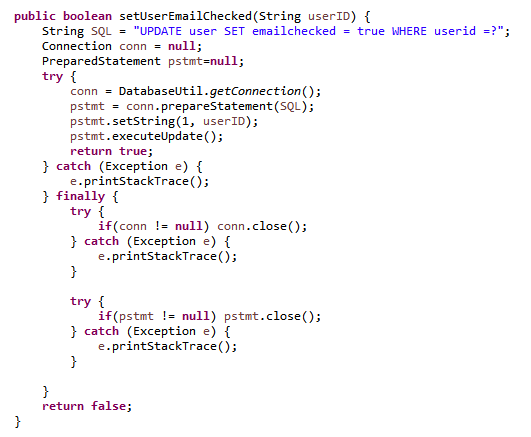 public boolean setUserEmailChecked(String userID) {
    String SQL = "UPDATE user SET emailchecked = true WHERE userid =?";
    Connection conn = null;
    PreparedStatement pstmt=null;
    try {
        conn = DatabaseUtil.getConnection();
        pstmt = conn.prepareStatement(SQL);
        pstmt.setString(1, userID);
        pstmt.executeUpdate();
        return true;
    } catch (Exception e) {
        e.printStackTrace();
    } finally {
        try {
            if(conn != null) conn.close();
        } catch (Exception e) {
            e.printStackTrace();
        }

        try {
            if(pstmt != null) pstmt.close();
        } catch (Exception e) {
            e.printStackTrace();
        }

    }
    return false;
}